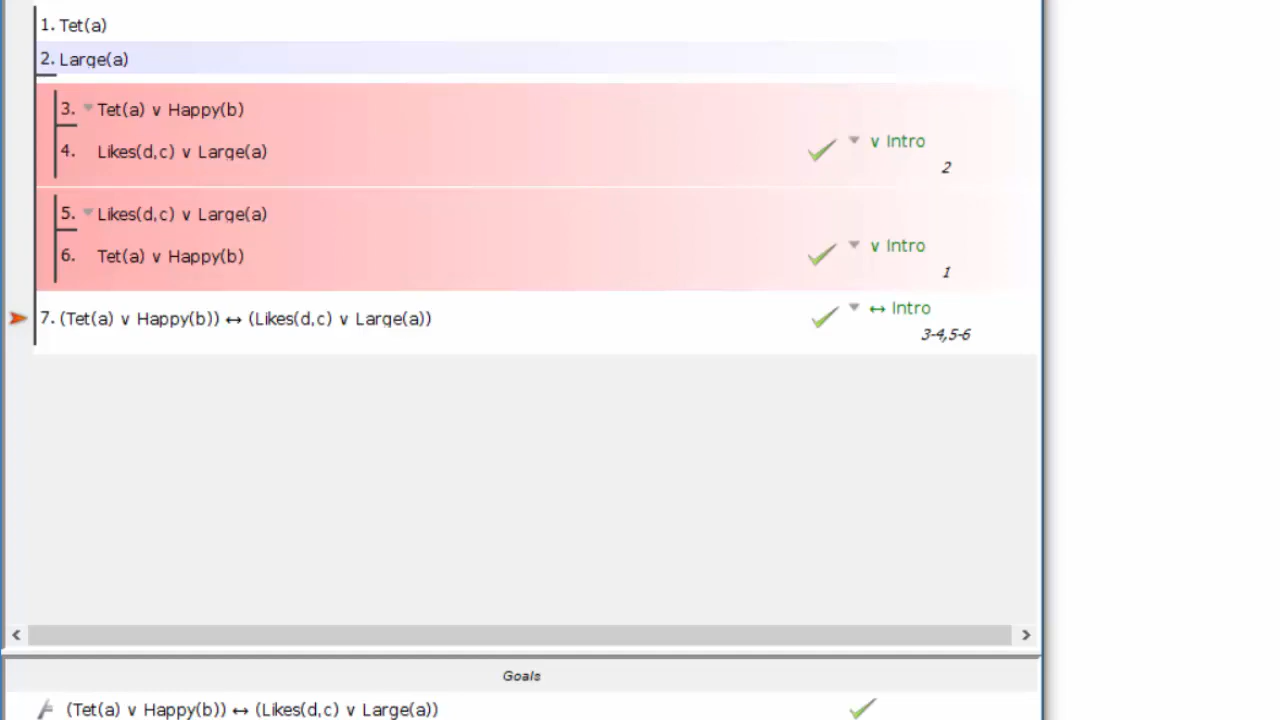 1. Tet(a)
2. Large(a)
3. Tet(a) ∨ Happy(b)
4. Likes(d,c) ∨ Large(a) ∨ Intro
2
5. Likes(d,c) ∨ Large(a)
6. Tet(a) ∨ Happy(b) ∨ Intro
1
7. (Tet(a) ∨ Happy(b)) ↔ (Likes(d,c) ∨ Large(a)) ↔ Intro
3-4,5-6
Goals
(Tet(a) ∨ Happy(b)) ↔ (Likes(d,c) ∨ Large(a))